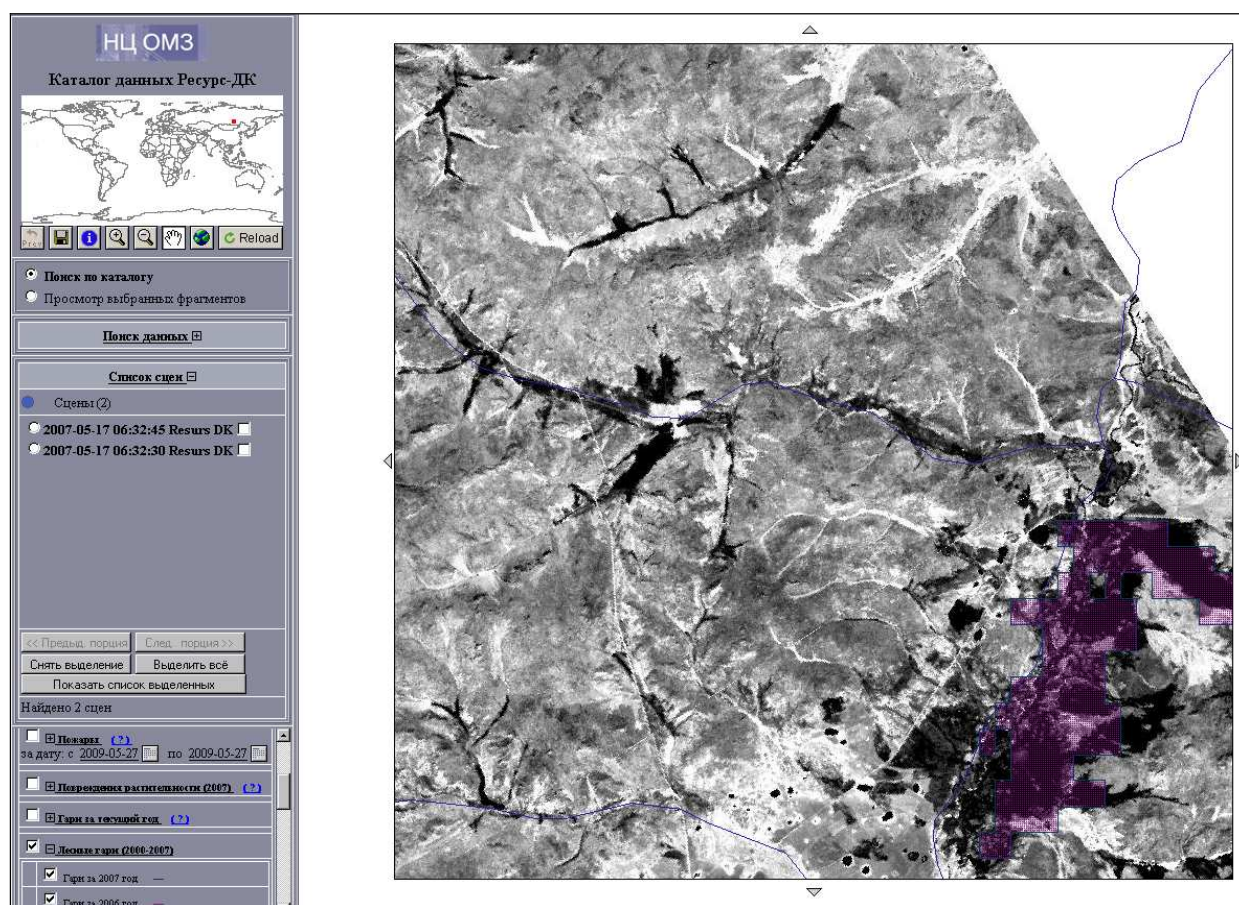 НЦ ОМЗ
Каталог данных Ресурс-ДК
Prev Reload
Поиск по каталогу
Просмотр выбранных фрагментов
Поиск данных
Список сцен
Сцены (2)
2007-05-17 06:32:45 Resurs DK
2007-05-17 06:32:30 Resurs DK
<< Предыд. порция След. порция >>
Снять выделение Выделить всё
Показать список выделенных
Найдено 2 сцен
Пожары (?)
за дату: с 2009-05-27 по 2009-05-27
Повреждения растительности (2007) (?)
Гари за текущий год (?)
Лесные гари (2000-2007)
Гари за 2007 год
Гари за 2006 год